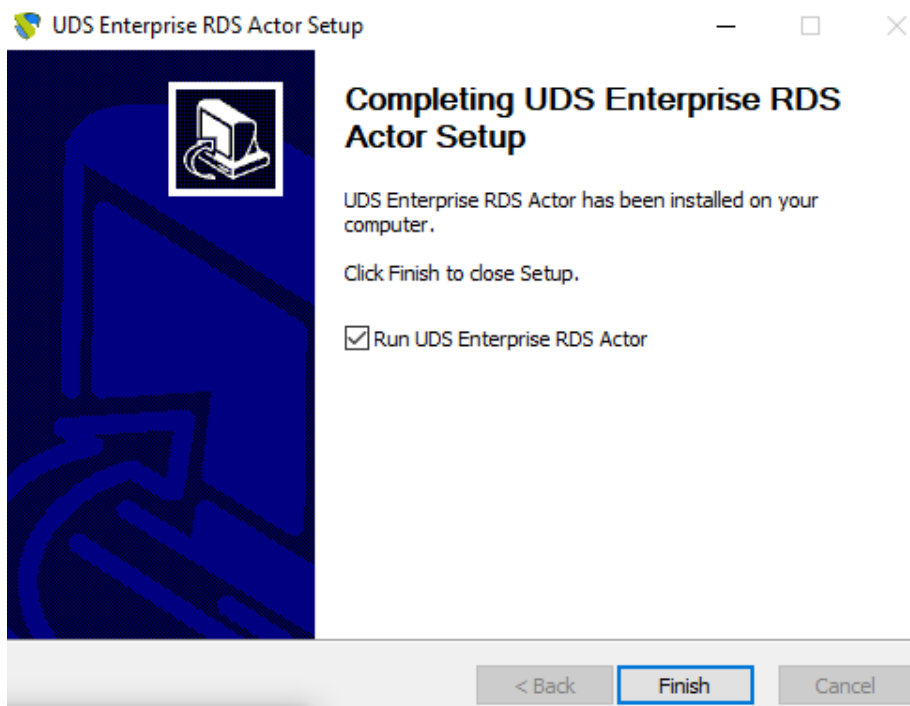 UDS Enterprise RDS Actor Setup
Completing UDS Enterprise RDS
Actor Setup
UDS Enterprise RDS Actor has been installed on your
computer.
Click Finish to close Setup.
Run UDS Enterprise RDS Actor
< Back Finish Cancel